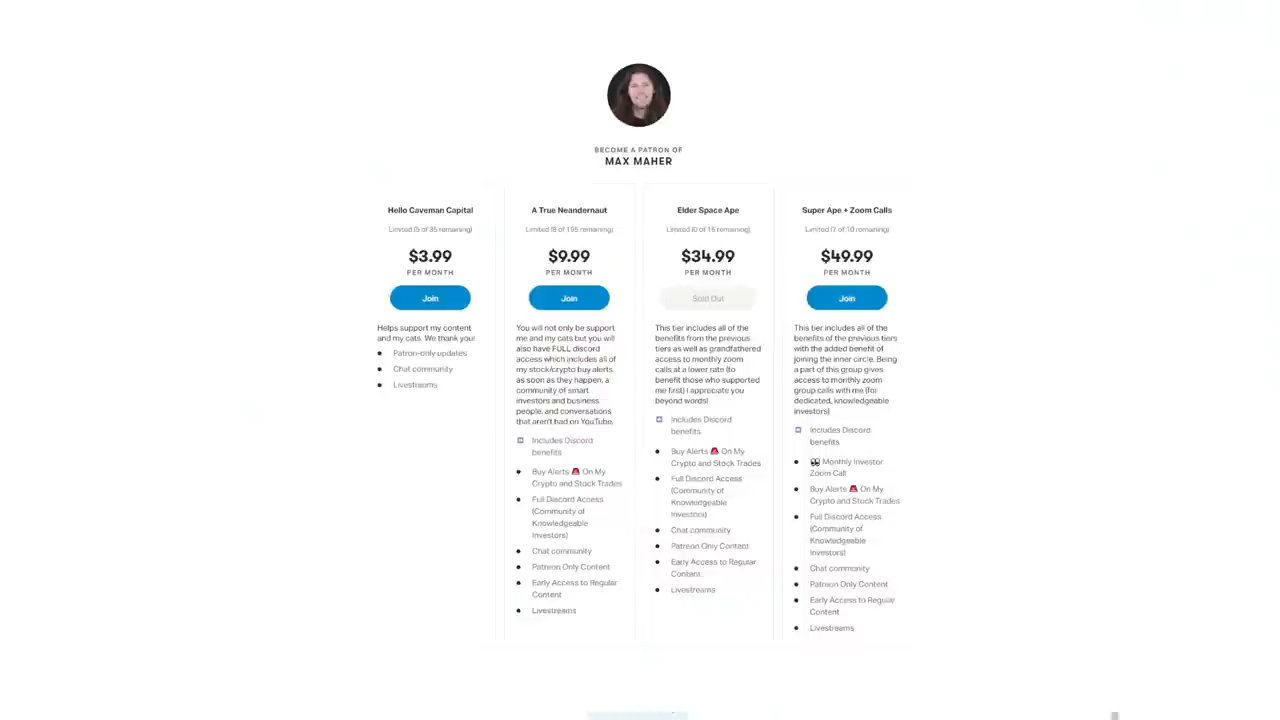 BECOME A PATRON OF
MAX MAHER
Hello Caveman Capital
Limited (5 of 35 remaining)
$3.99
PER MONTH
Join
Helps support my content
and my cats. We thank you!
Patron-only updates
Chat community
Livestreams
A True Neandernaut
Limited (8 of 195 remaining)
$9.99
PER MONTH
Join
You will not only be support
me and my cats but you will
also have FULL discord
access which includes all of
my stock/crypto buy alerts
as soon as they happen, a
community of smart
investors and business
people, and conversations
that aren't had on YouTube.
Includes Discord
benefits
Buy Alerts 🚨 On My
Crypto and Stock Trades
Full Discord Access
(Community of
Knowledgeable
Investors)
Chat community
Patreon Only Content
Early Access to Regular
Content
Livestreams
Elder Space Ape
Limited (0 of 16 remaining)
$34.99
PER MONTH
Sold Out
This tier includes all of the
benefits from the previous
tiers as well as grandfathered
access to monthly zoom
calls at a lower rate (to
benefit those who supported
me first) I appreciate you
beyond words!
Includes Discord
benefits
Buy Alerts 🚨 On My
Crypto and Stock Trades
Full Discord Access
(Community of
Knowledgeable
Investors)
Chat community
Patreon Only Content
Early Access to Regular
Content
Livestreams
Super Ape + Zoom Calls
Limited (7 of 10 remaining)
$49.99
PER MONTH
Join
This tier includes all of the
benefits of the previous tiers
with the added benefit of
joining the inner circle. Being
a part of this group gives
access to monthly zoom
group calls with me (for
dedicated, knowledgeable
investors)
Includes Discord
benefits
Monthly Investor
Zoom Call
Buy Alerts 🚨 On My
Crypto and Stock Trades
Full Discord Access
(Community of
Knowledgeable
Investors)
Chat community
Patreon Only Content
Early Access to Regular
Content
Livestreams